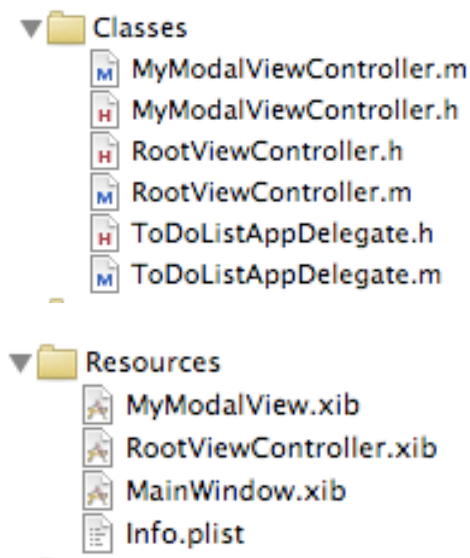 Classes
M MyModalViewController.m
H MyModalViewController.h
H RootViewController.h
M RootViewController.m
H ToDoListAppDelegate.h
M ToDoListAppDelegate.m
Resources
MyModalView.xib
RootViewController.xib
MainWindow.xib
Info.plist